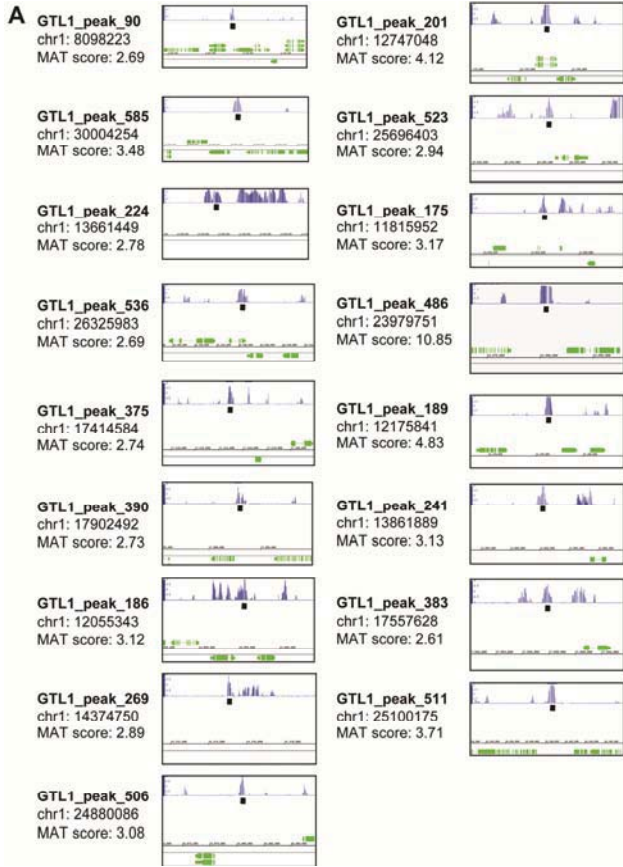 A
GTL1_peak_90
chr1: 8098223
MAT score: 2.69
GTL1_peak_585
chr1: 30004254
MAT score: 3.48
GTL1_peak_224
chr1: 13661449
MAT score: 2.78
GTL1_peak_536
chr1: 26325983
MAT score: 2.69
GTL1_peak_375
chr1: 17414584
MAT score: 2.74
GTL1_peak_390
chr1: 17902492
MAT score: 2.73
GTL1_peak_186
chr1: 12055343
MAT score: 3.12
GTL1_peak_269
chr1: 14374750
MAT score: 2.89
GTL1_peak_506
chr1: 24880086
MAT score: 3.08
GTL1_peak_201
chr1: 12747048
MAT score: 4.12
GTL1_peak_523
chr1: 25696403
MAT score: 2.94
GTL1_peak_175
chr1: 11815952
MAT score: 3.17
GTL1_peak_486
chr1: 23979751
MAT score: 10.85
GTL1_peak_189
chr1: 12175841
MAT score: 4.83
GTL1_peak_241
chr1: 13861889
MAT score: 3.13
GTL1_peak_383
chr1: 17557628
MAT score: 2.61
GTL1_peak_511
chr1: 25100175
MAT score: 3.71